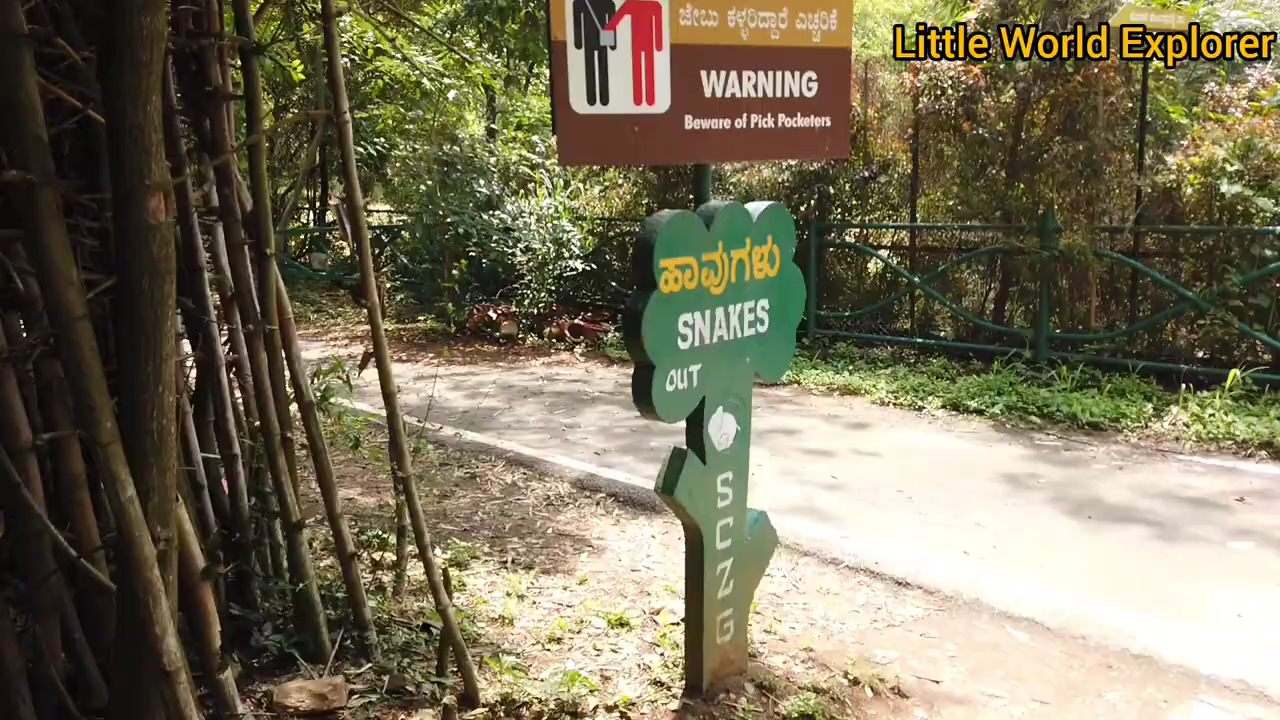 ಜೇಬು ಕಳ್ಳರಿದ್ದಾರೆ ಎಚ್ಚರಿಕೆ
WARNING
Beware of Pick Pocketers
Little World Explorer
ಹಾವುಗಳು
SNAKES
OUT
SCZG